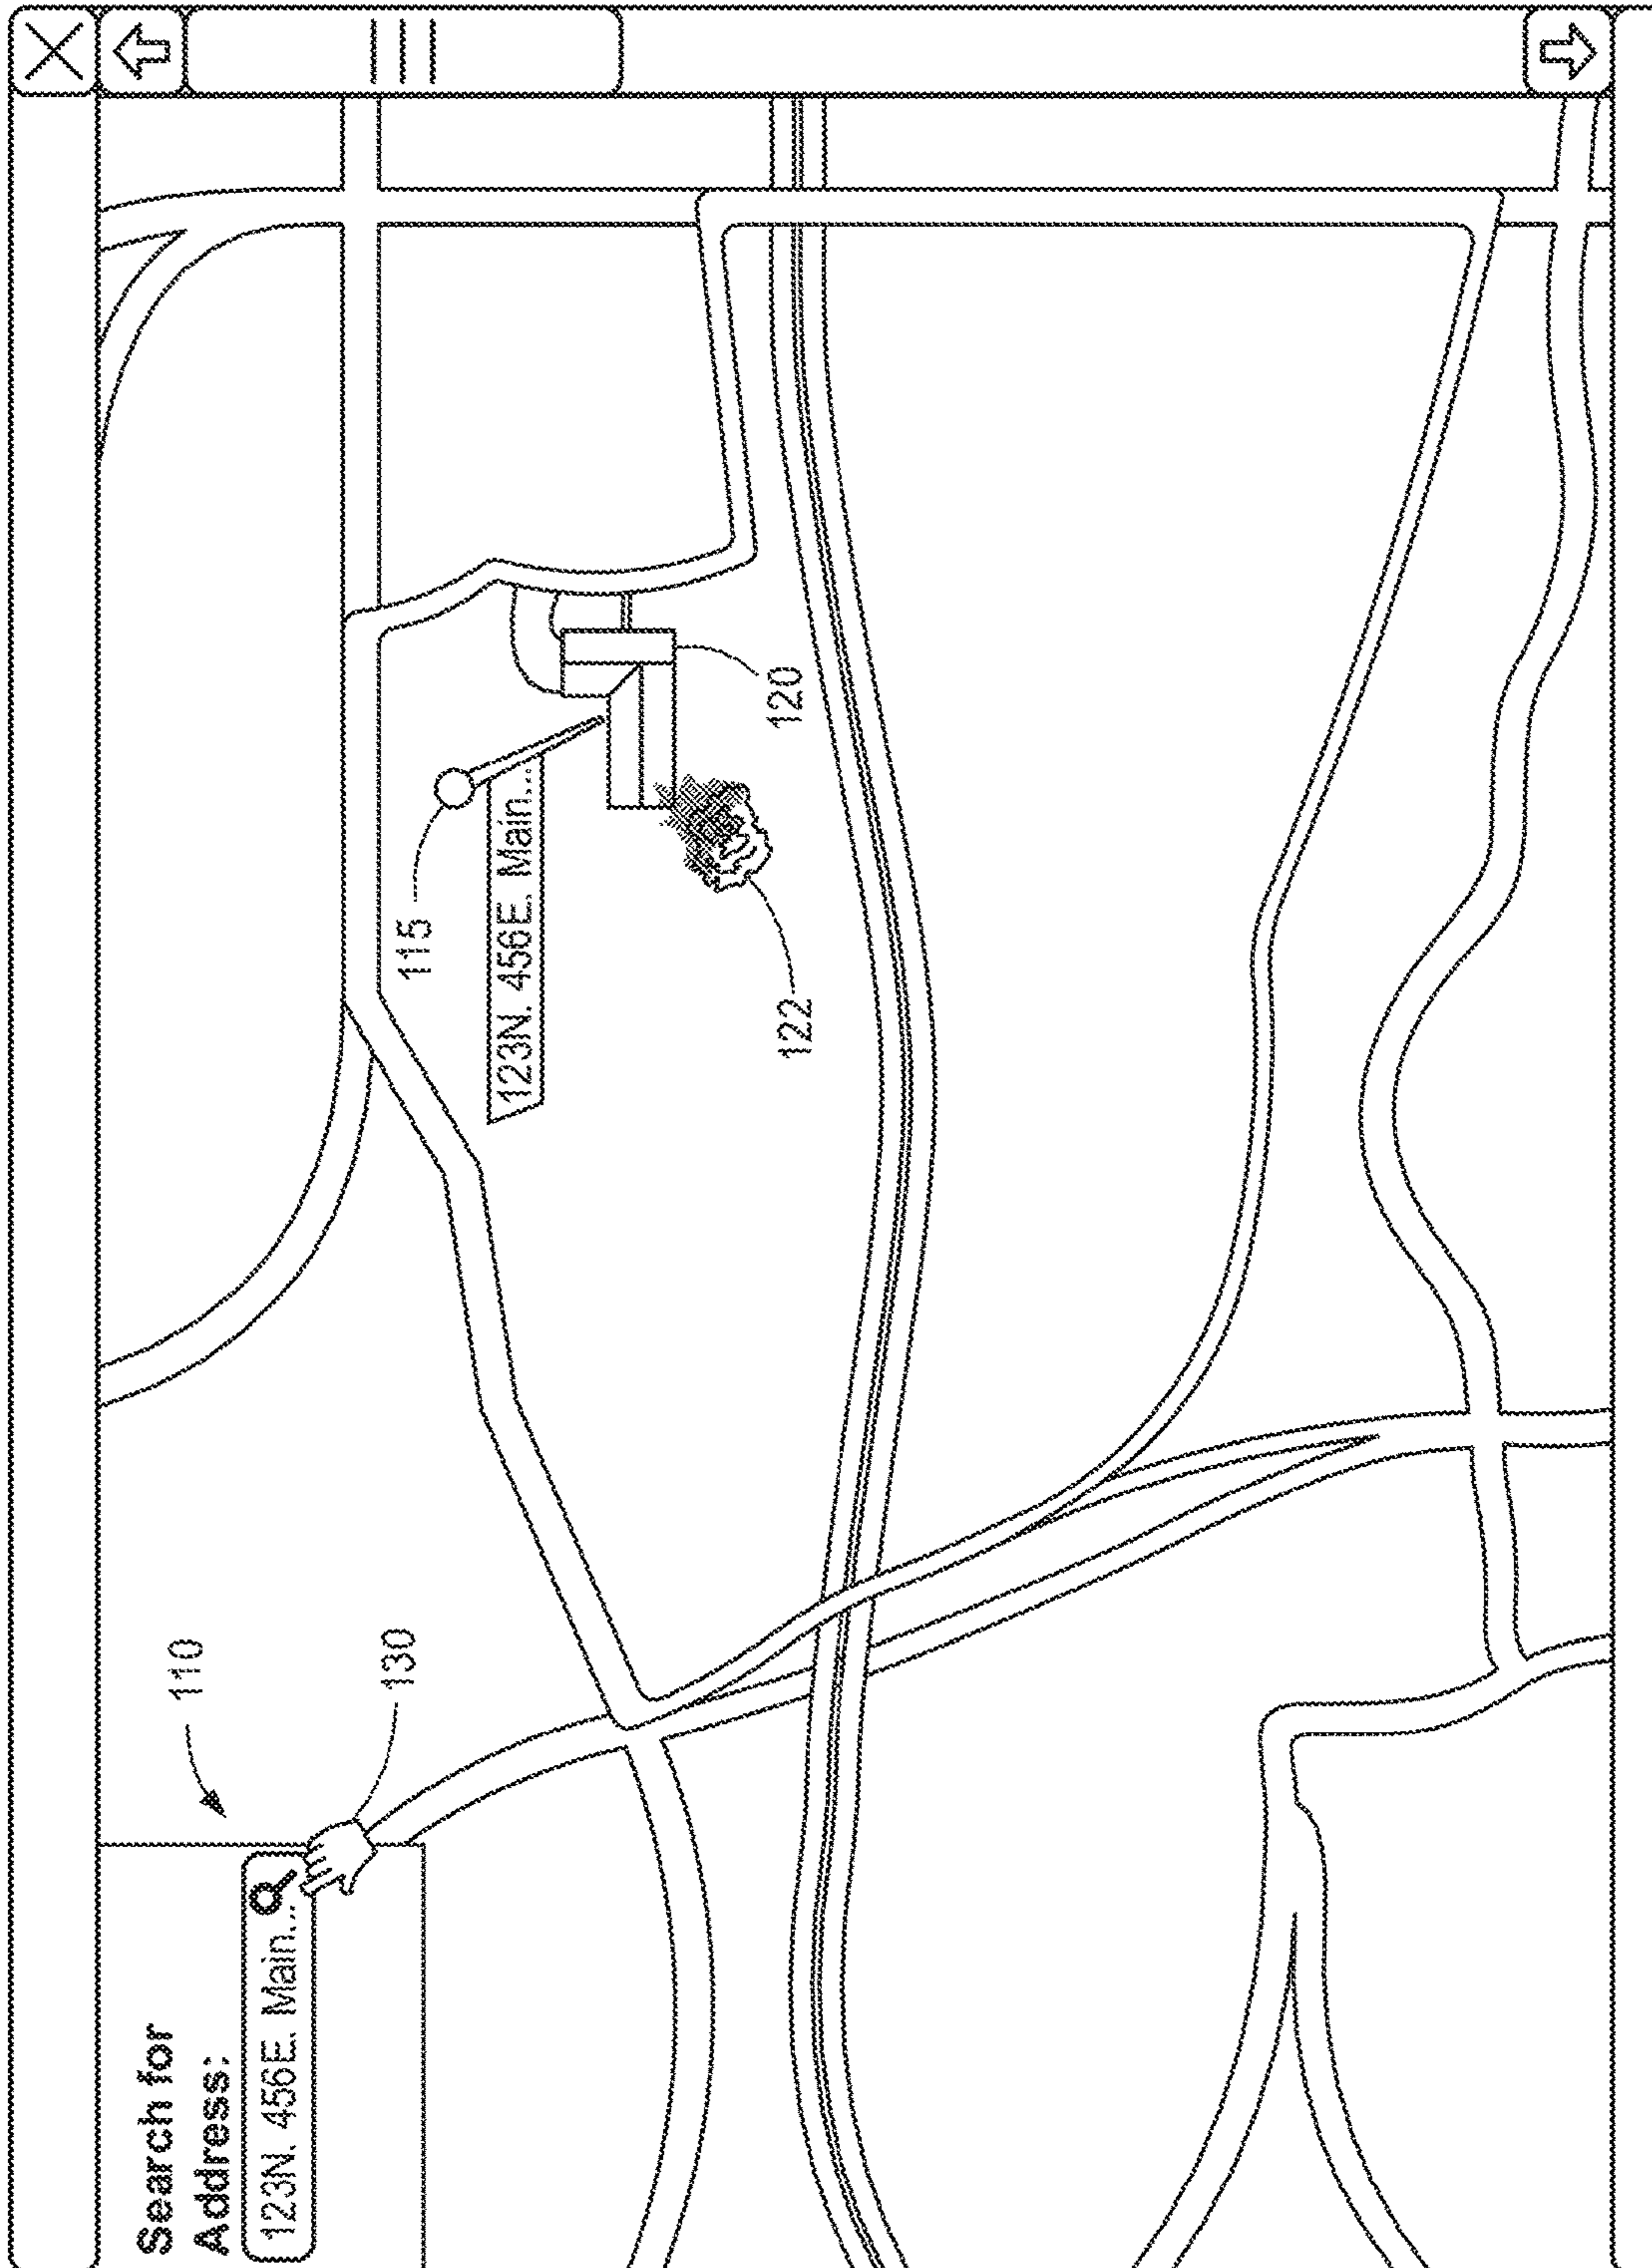 Search for
Address:
123N. 456E. Main...
110
130
115
123N. 456E. Main...
120
122